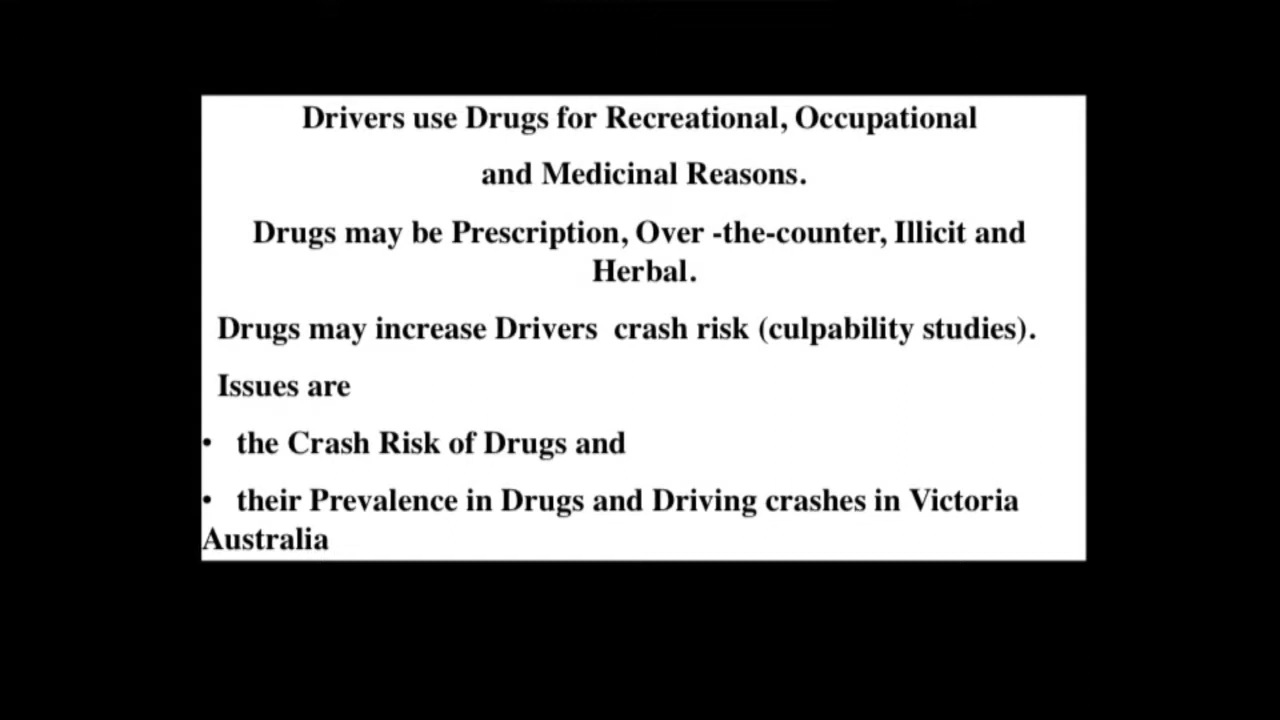 Drivers use Drugs for Recreational, Occupational
and Medicinal Reasons.
Drugs may be Prescription, Over -the-counter, Illicit and
Herbal.
Drugs may increase Drivers  crash risk (culpability studies).
Issues are
• the Crash Risk of Drugs and
• their Prevalence in Drugs and Driving crashes in Victoria
Australia